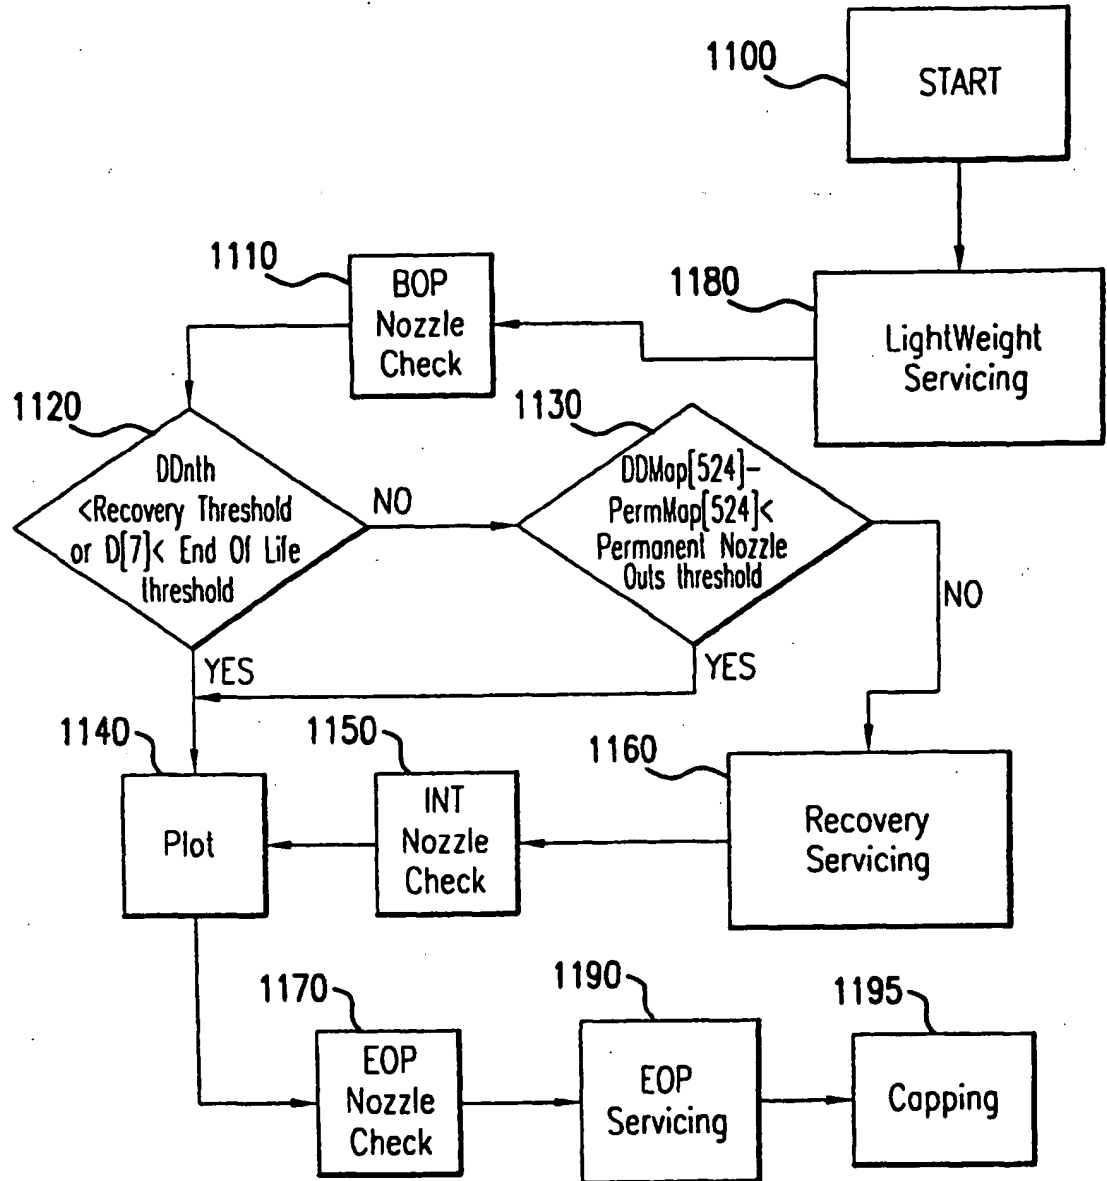 1100
START
1110
BOP
Nozzle
Check
1180
LightWeight
Servicing
1120
DDnth
<Recovery Threshold
or D[7]< End Of Life
threshold
NO
1130
DDMap[524]-
PermMap[524]<
Permanent Nozzle
Outs threshold
NO
YES
YES
1140
Plot
1150
INT
Nozzle
Check
1160
Recovery
Servicing
1170
EOP
Nozzle
Check
1190
EOP
Servicing
1195
Capping